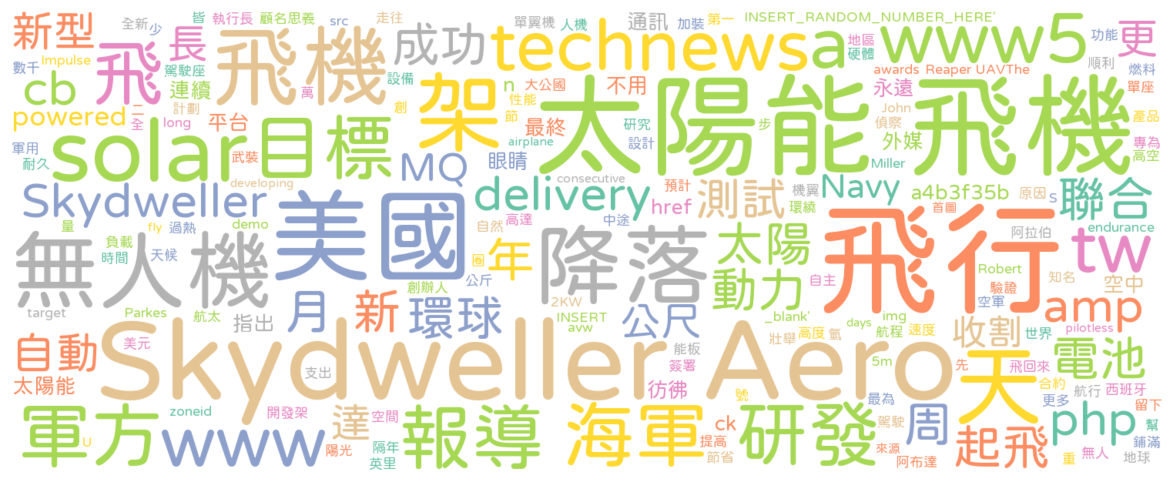 新型 全新 少 皆 執行長 顧名思義 src 走往 單翼機 人機 通訊 加裝 第一 INSERT_RANDOM_NUMBER_HERE' 功能 更
飛 長 飛機 成功 technews a www 5
數千 Impulse 駕駛座 設備 大公國 不用 地區 硬體 awards Reaper UAVThe 順利 燃料 單座
cb 連續 架 n 永遠
powered 二 計劃 萬 創 性能 太陽能飛機 John 產品
全 long 平台 節 最終 研究 步 偵察 專為
solar 目標 airplane 設計 外媒 高空
軍用 耐久 武裝 MQ 眼睛 Miller
Skydweller developing consecutive delivery 預計 機翼 Navy a4b3f35b 原因 s 聯合
href 測試 環繞 首圖
量 過熱 fly demo 美國 自然 高達 中途 太陽 飛行 阿拉伯 endurance
無人機 負載 時間 天候 圈 年 降落 tw
公斤 動力 自主 Robert 知名
target Parkes 航太 指出 月 新 創辦人 環球 2KW INSERT avw 公尺 驗證 空軍 空中 amp
_blank' img
自動 美元 Skydweller Aero 能板 days 航程 速度 收割 世界 pilotless
壯舉 高度 氫
支出 簽署 5m 先 飛回來 電池
太陽能 彷彿 號 天 合約 航行 西班牙
軍方 zoneid 開發架 達 空間 報導 海軍 ck 研發 最為 周 更多 php 留下
www 提高 駕駛 幫
U 陽光 隔年 節省 來源 起飛 鋪滿
英里 阿布達 重 無人 地球